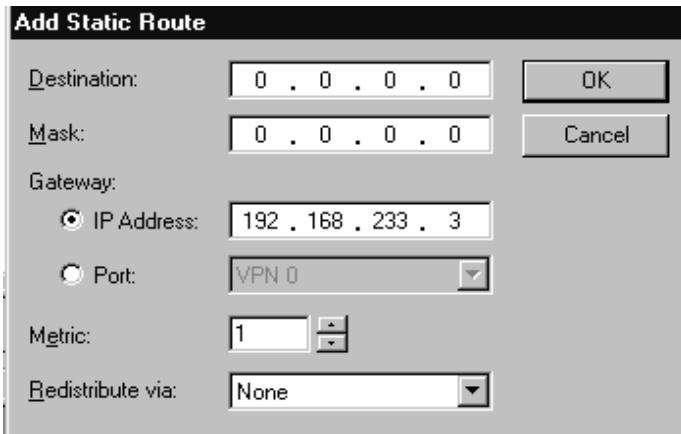 Add Static Route
Destination: 0 . 0 . 0 . 0 OK
Mask: 0 . 0 . 0 . 0 Cancel
Gateway:
IP Address: 192 . 168 . 233 . 3
Port: VPN 0
Metric: 1
Redistribute via: None